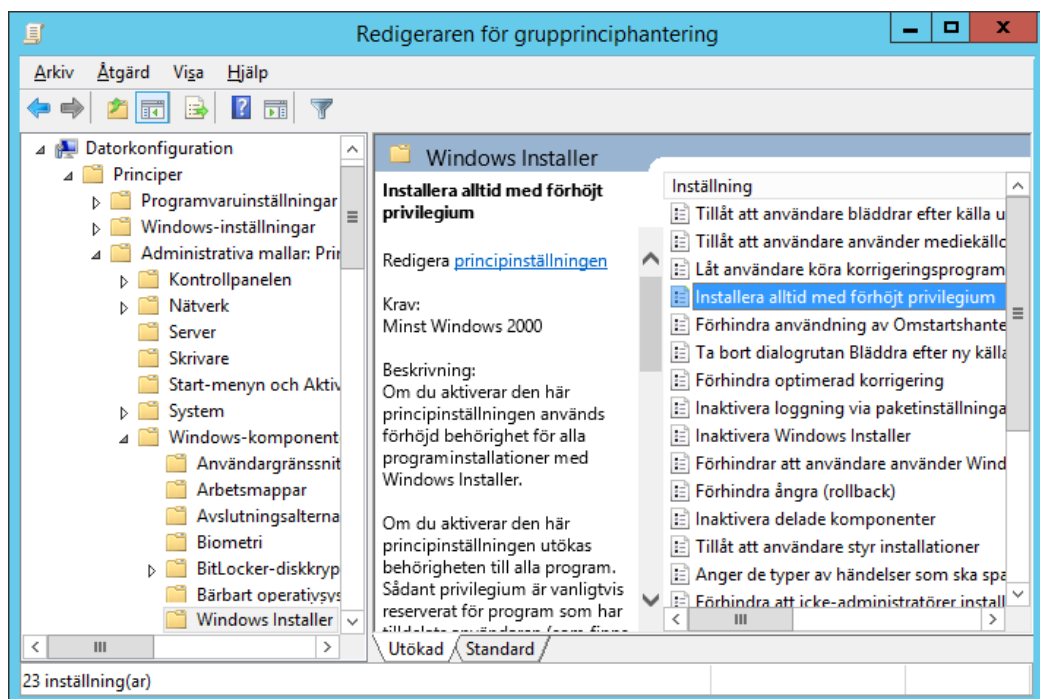 Redigeraren för grupprinciphantering
Arkiv Åtgärd Visa Hjälp
Datorkonfiguration
Principer
Programvaruinställningar
Windows-inställningar
Administrativa mallar: Prin
Kontrollpanelen
Nätverk
Server
Skrivare
Start-menyn och Aktiv
System
Windows-komponent
Användargränssnit
Arbetsmappar
Avslutningsalterna
Biometri
BitLocker-diskkryp
Bärbart operativsys
Windows Installer
Windows Installer
Installera alltid med förhöjt
privilegium
Redigera principinställningen
Krav:
Minst Windows 2000
Beskrivning:
Om du aktiverar den här
principinställningen används
förhöjd behörighet för alla
programinstallationer med
Windows Installer.
Om du aktiverar den här
principinställningen utökas
behörigheten till alla program.
Sådant privilegium är vanligtvis
reserverat för program som har
tilldelats användaren (som finns
Inställning
Tillåt att användare bläddrar efter källa u
Tillåt att användare använder mediekällo
Låt användare köra korrigeringsprogram
Installera alltid med förhöjt privilegium
Förhindra användning av Omstartshante
Ta bort dialogrutan Bläddra efter ny källa
Förhindra optimerad korrigering
Inaktivera loggning via paketinställninga
Inaktivera Windows Installer
Förhindrar att användare använder Wind
Förhindra ångra (rollback)
Inaktivera delade komponenter
Tillåt att användare styr installationer
Anger de typer av händelser som ska spa
Förhindra att icke-administratörer install
Utökad Standard
23 inställning(ar)